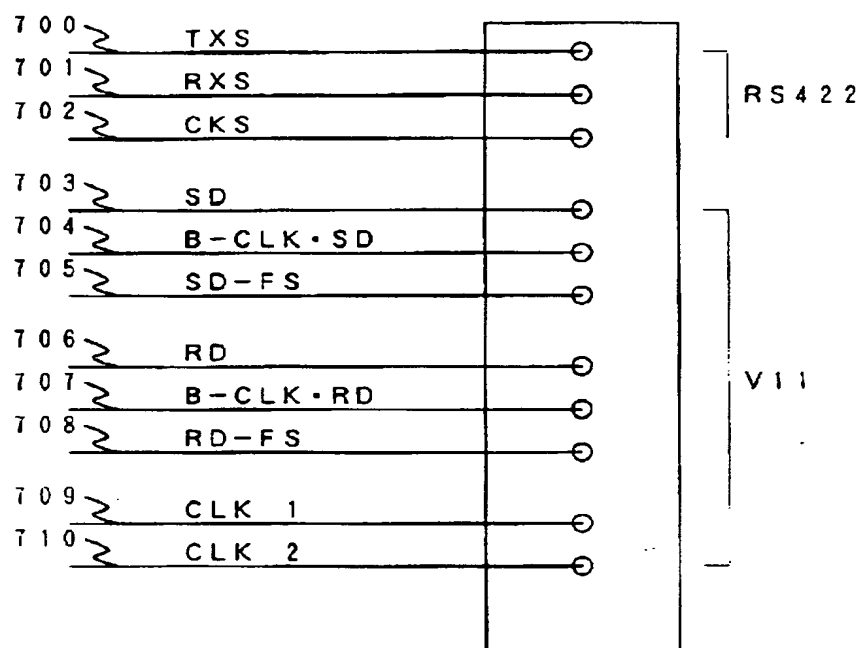 700 TXS
701 RXS
RS422
702 CKS
703 SD
704 B-CLK·SD
705 SD-FS
706 RD
707 B-CLK·RD
V11
708 RD-FS
709 CLK 1
710 CLK 2